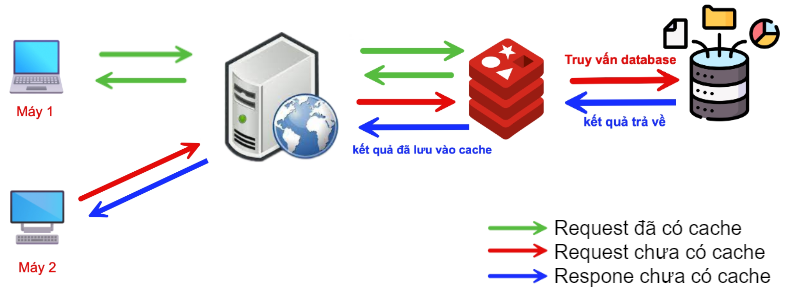 Máy 1
Truy vấn database
kết quả đã lưu vào cache
kết quả trả về
Máy 2
Request đã có cache
Request chưa có cache
Respone chưa có cache